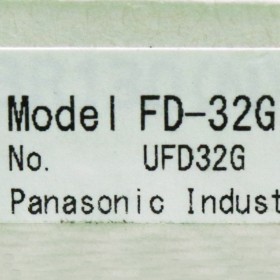 Model FD-32G
No. UFD32G
Panasonic Indust